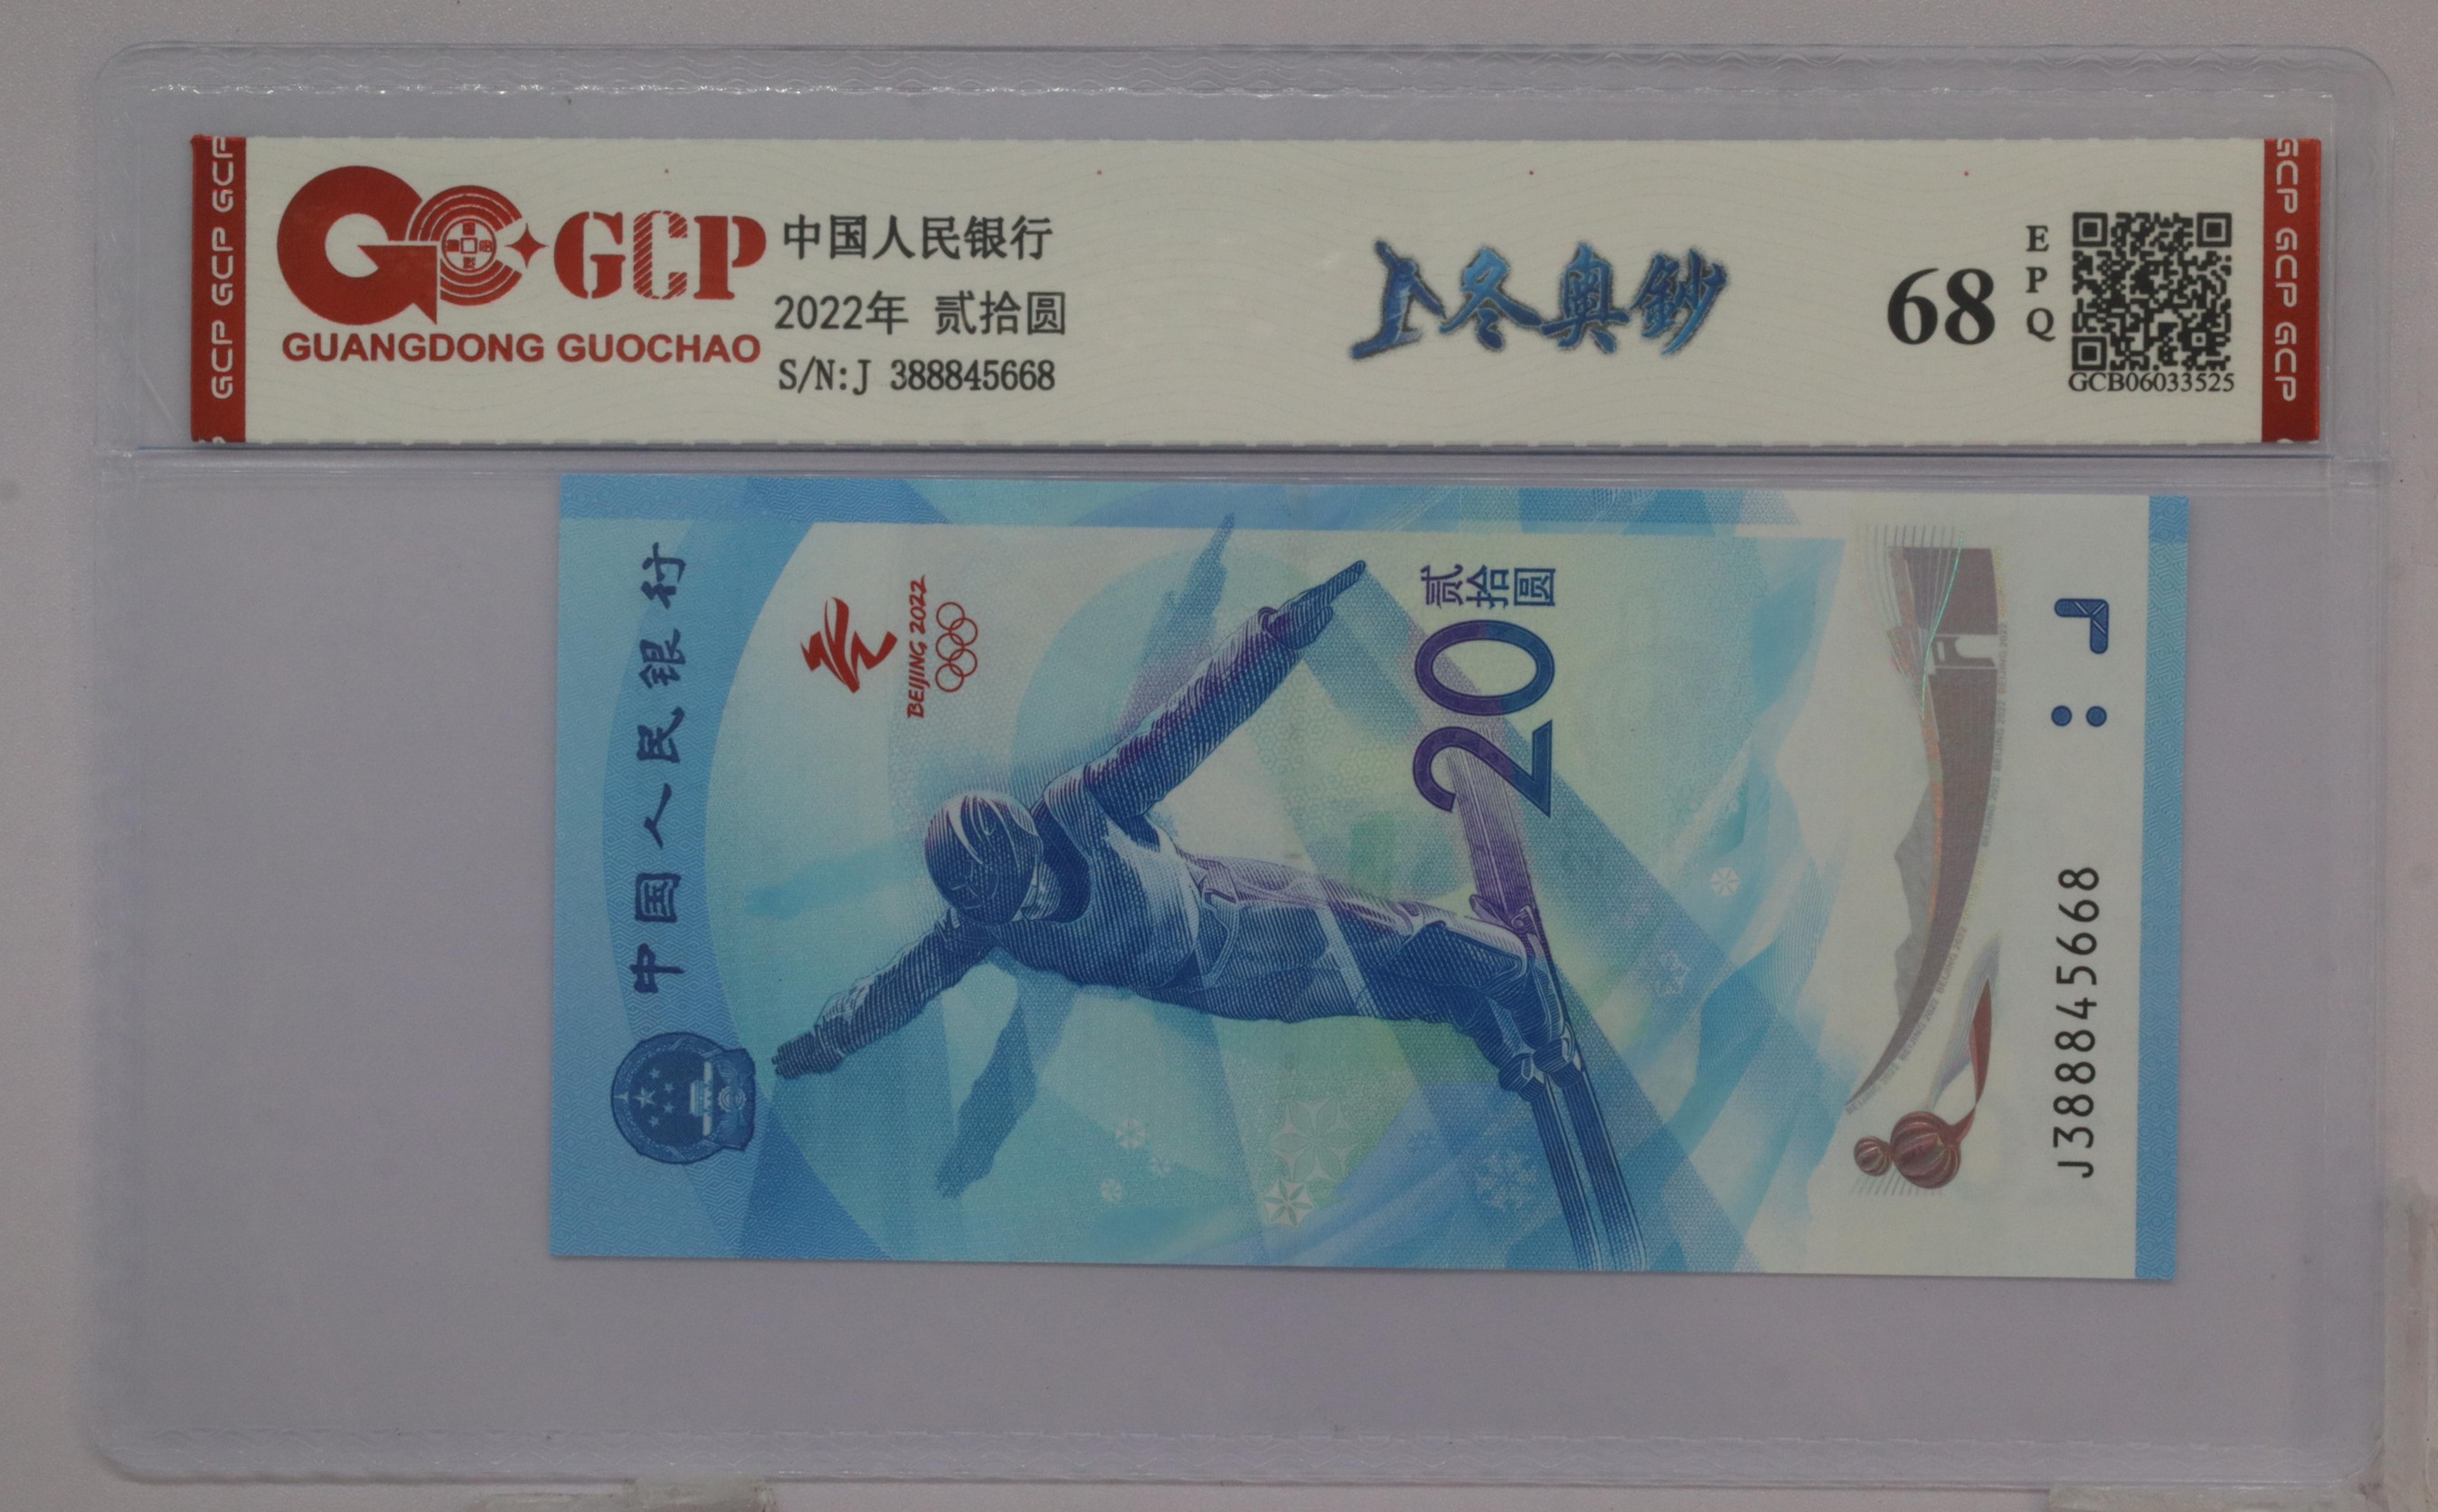 GCP GCP GCP
GCP
GUANGDONG GUOCHAO
中国人民银行
2022年 贰拾圆
S/N:J 388845668
冬奥鈔
68
EPQ
GCB06033525
GCP GCP GCP
中国人民银行
BEIJING 2022
贰拾圆
20
J388845668